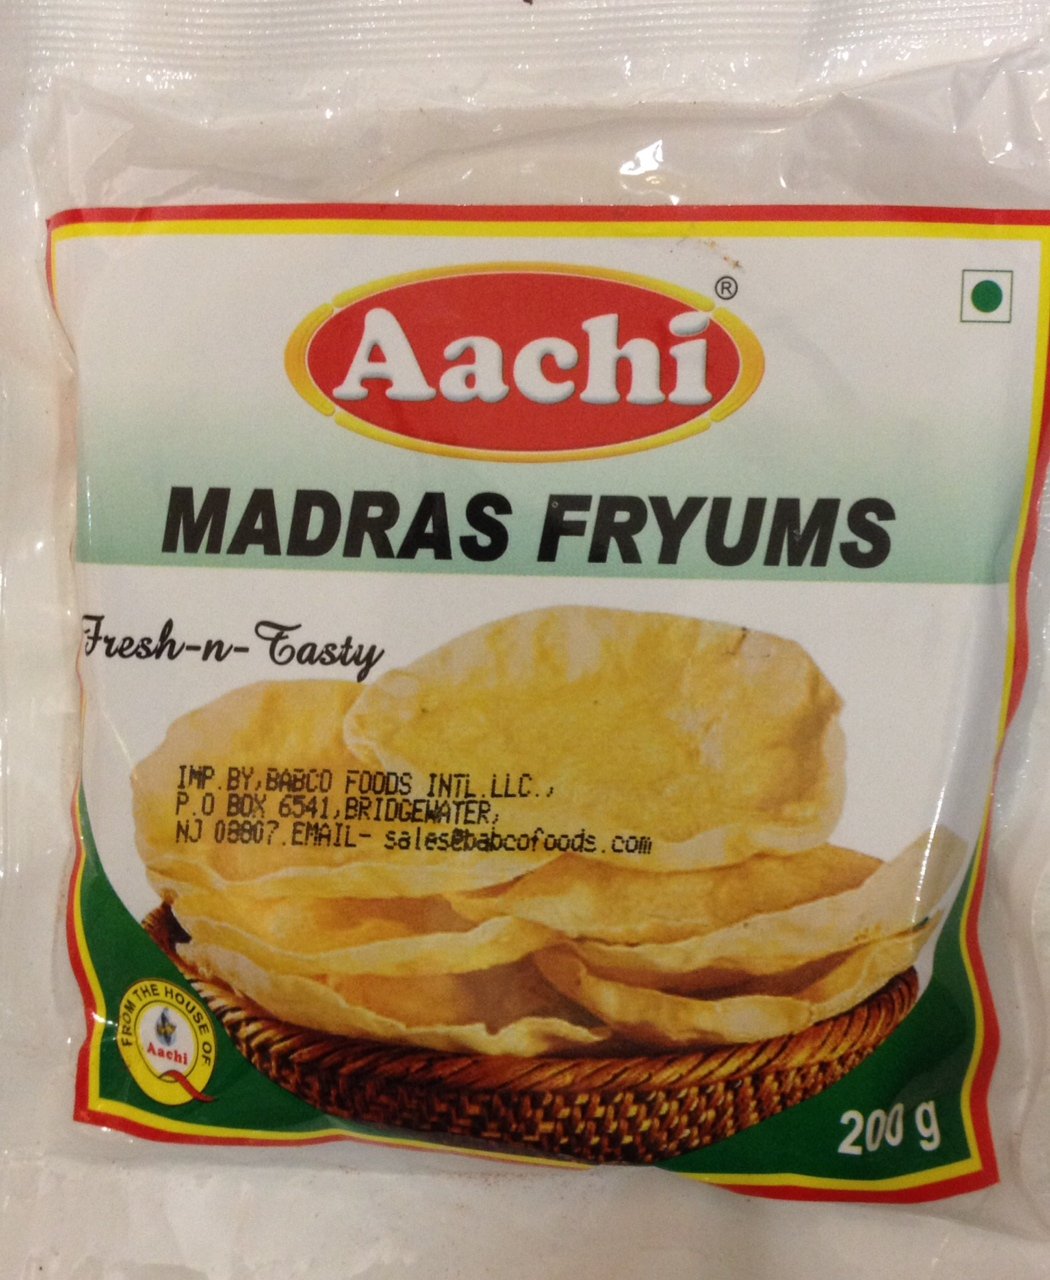 Aachi®
MADRAS FRYUMS
Fresh-n-Tasty
IMP.BY,BABCO FOODS INTL.LLC.,
P.O BOX 6541,BRIDGEWATER,
NJ 08807.EMAIL- sales@babcofoods.com
FROM THE HOUSE OF
Aachi
200 g